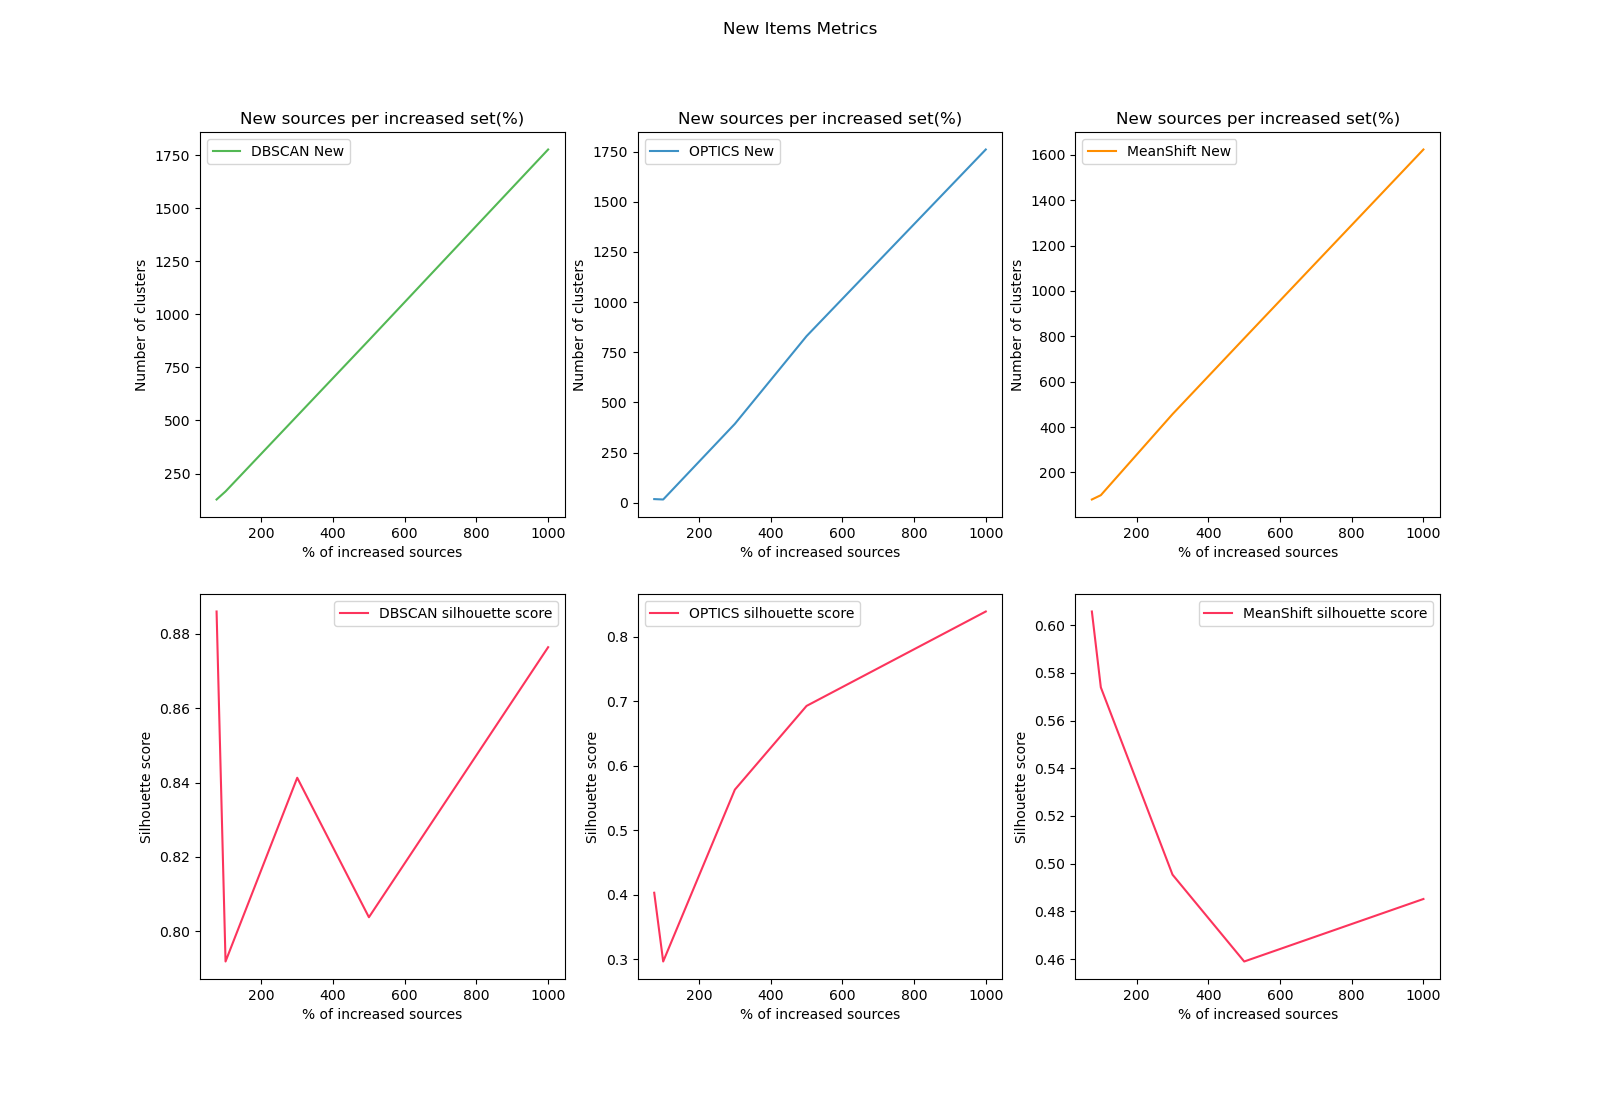 New Items Metrics
New sources per increased set(%)
DBSCAN New
Number of clusters
1750
1500
1250
1000
750
500
250
200 400 600 800 1000
% of increased sources
New sources per increased set(%)
OPTICS New
Number of clusters
1750
1500
1250
1000
750
500
250
0
200 400 600 800 1000
% of increased sources
New sources per increased set(%)
MeanShift New
Number of clusters
1600
1400
1200
1000
800
600
400
200
200 400 600 800 1000
% of increased sources
DBSCAN silhouette score
Silhouette score
0.88
0.86
0.84
0.82
0.80
200 400 600 800 1000
% of increased sources
OPTICS silhouette score
Silhouette score
0.8
0.7
0.6
0.5
0.4
0.3
200 400 600 800 1000
% of increased sources
MeanShift silhouette score
Silhouette score
0.60
0.58
0.56
0.54
0.52
0.50
0.48
0.46
200 400 600 800 1000
% of increased sources